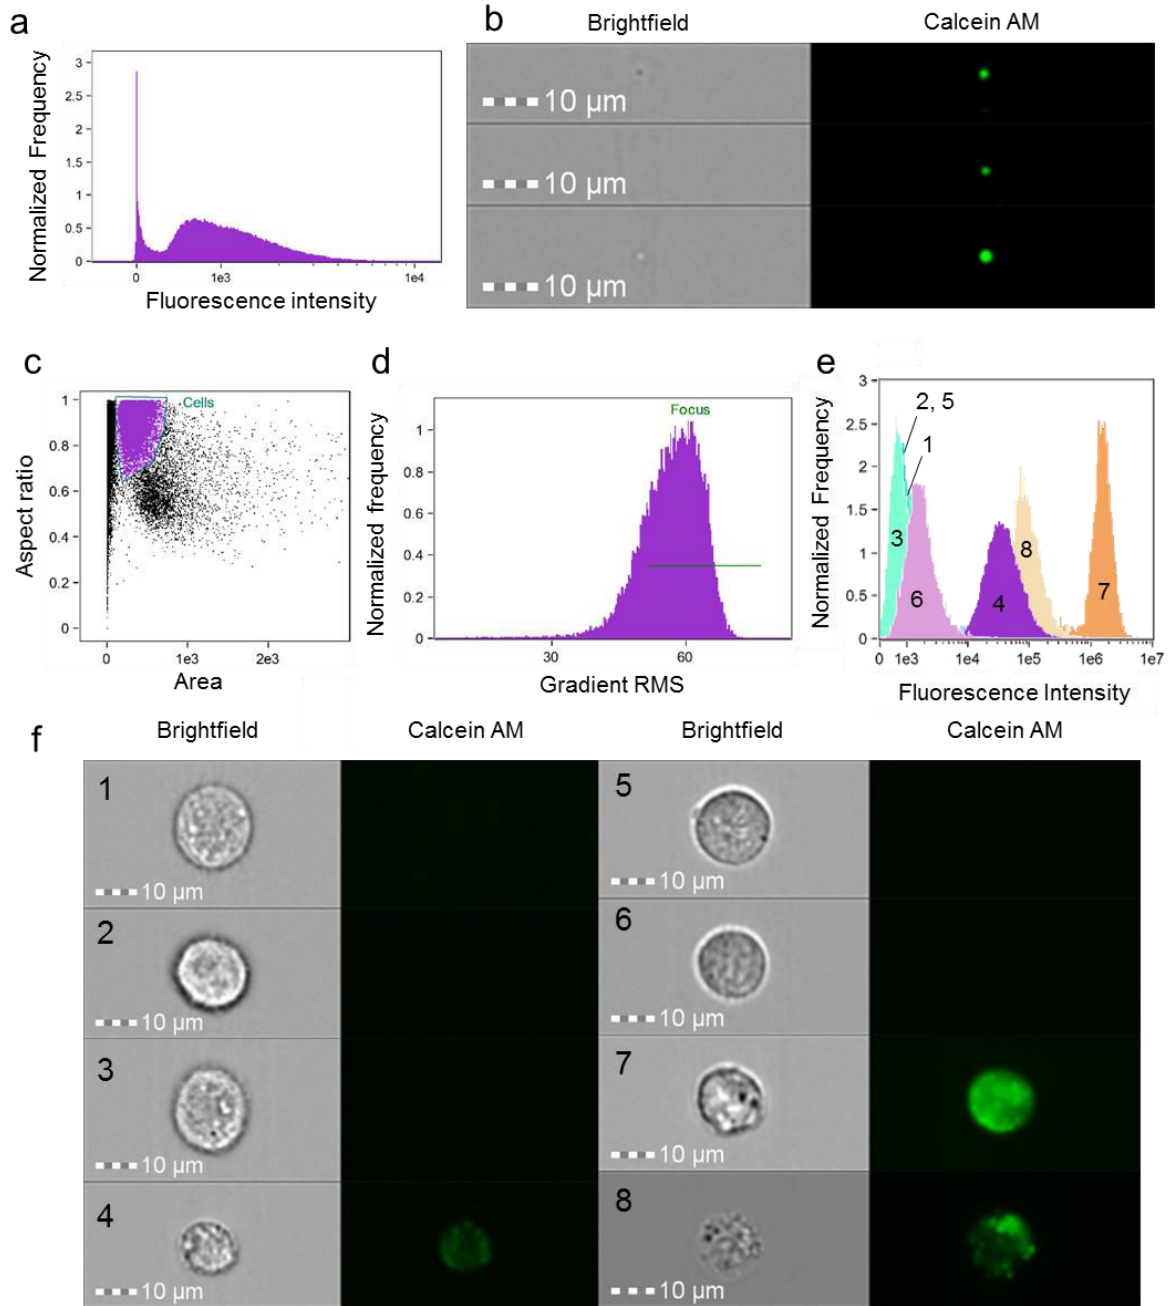 a
Normalized Frequency
3
2.5
2
1.5
1
0.5
0
0
1e3
1e4
Fluorescence intensity
b
Brightfield
Calcein AM
10 µm
10 µm
10 µm
c
Aspect ratio
1
0.8
0.6
0.4
0.2
0
Cells
0
1e3
2e3
Area
d
Normalized frequency
1
0.8
0.6
0.4
0.2
0
Focus
30
60
Gradient RMS
e
Normalized Frequency
3
2.5
2
1.5
1
0.5
0
2, 5
1
3
6
4
8
7
0
1e3
1e4
1e5
1e6
1e7
Fluorescence Intensity
f
Brightfield
Calcein AM
Brightfield
Calcein AM
1
10 µm
2
10 µm
3
10 µm
4
10 µm
5
10 µm
6
10 µm
7
10 µm
8
10 µm